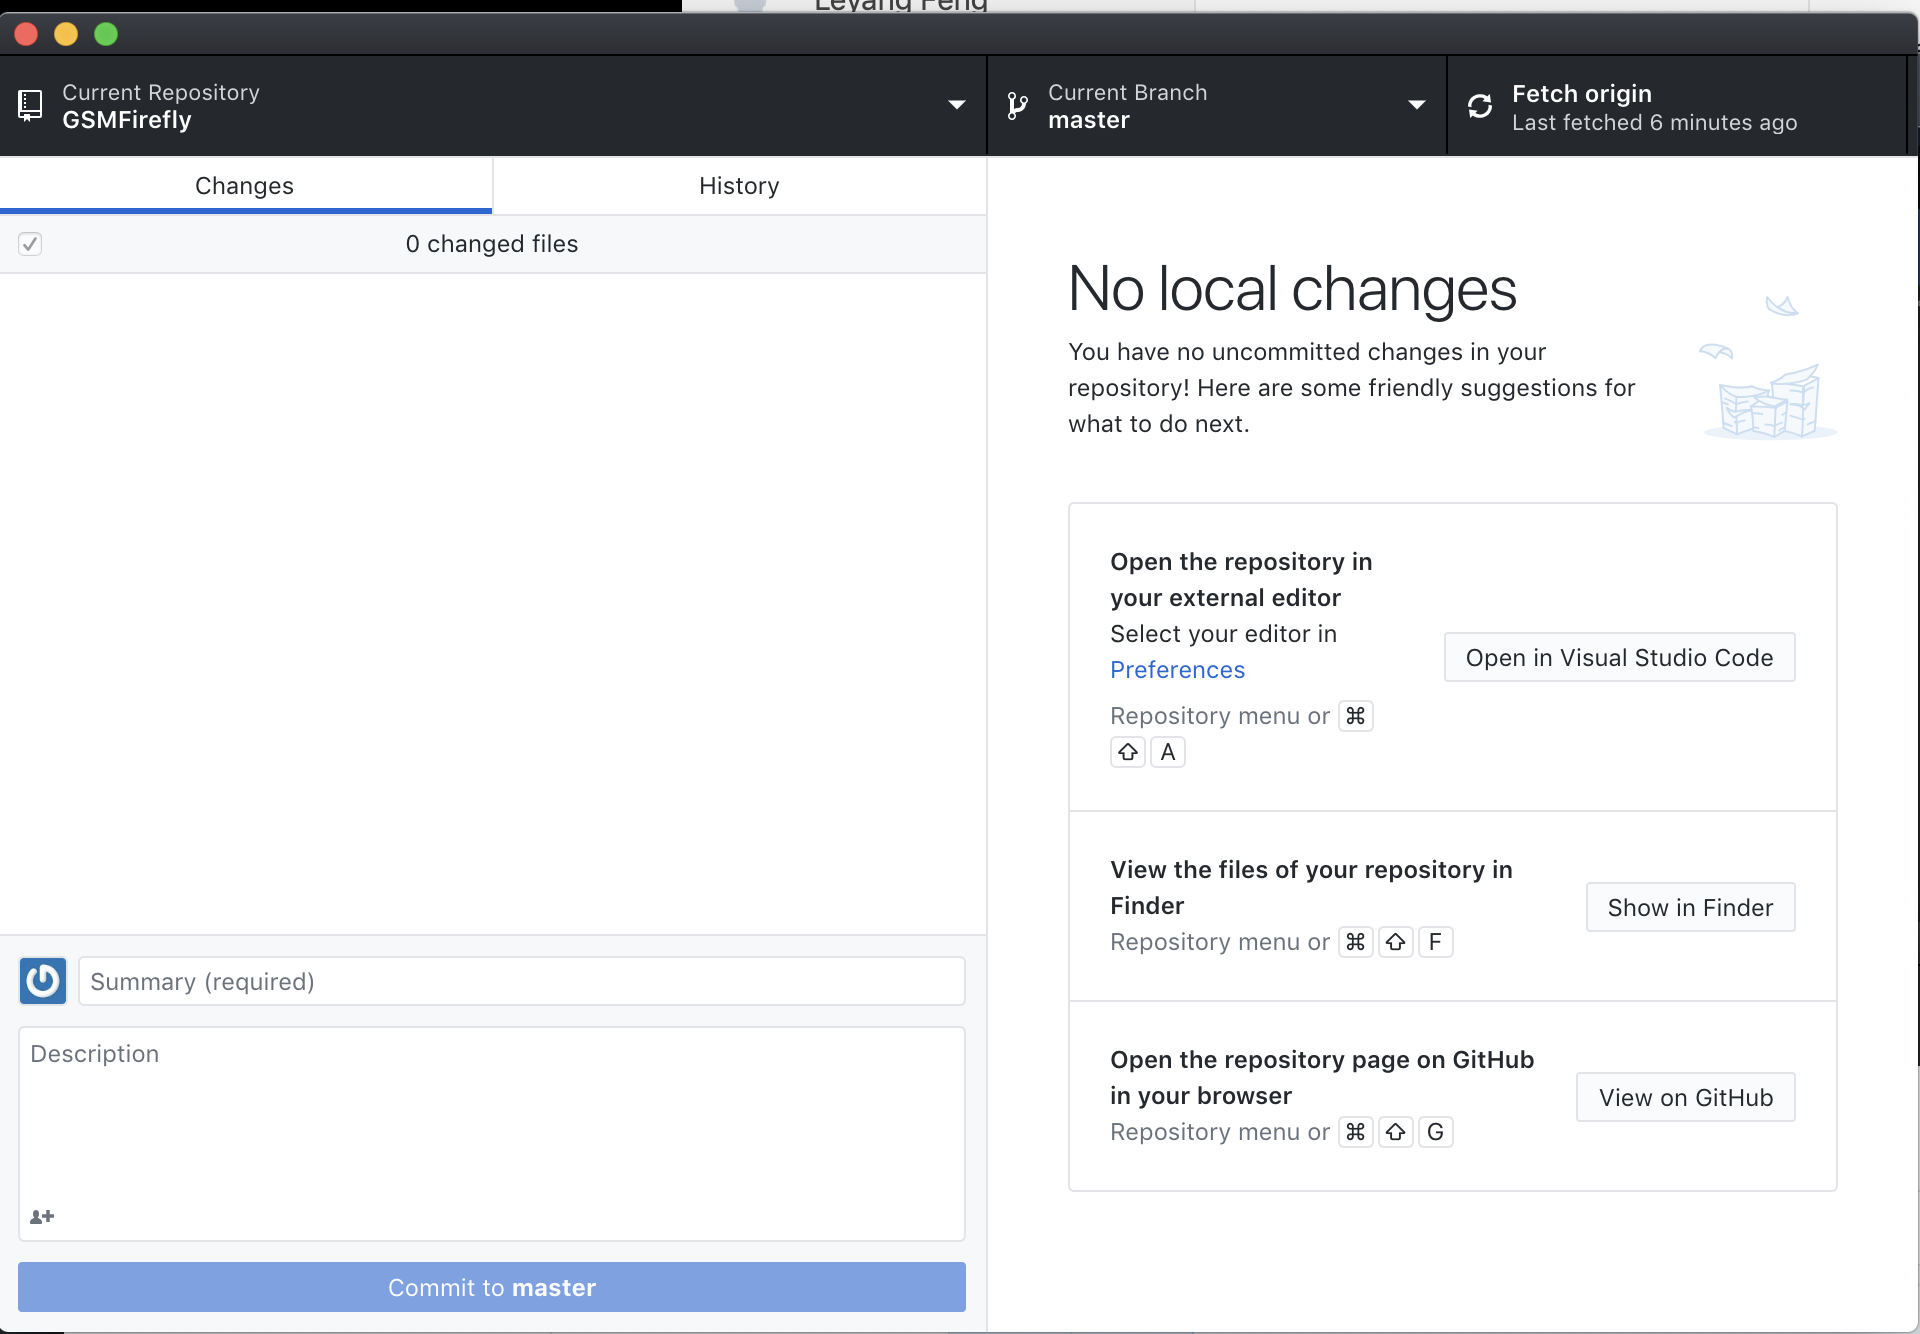 Leyang Feng
Current Repository
GSMFirefly
Current Branch
master
Fetch origin
Last fetched 6 minutes ago
Changes
History
0 changed files
No local changes
You have no uncommitted changes in your
repository! Here are some friendly suggestions for
what to do next.
Open the repository in
your external editor
Select your editor in
Preferences
Repository menu or ⌘
⇧ A
Open in Visual Studio Code
View the files of your repository in
Finder
Repository menu or ⌘ ⇧ F
Show in Finder
Open the repository page on GitHub
in your browser
Repository menu or ⌘ ⇧ G
View on GitHub
Summary (required)
Description
Commit to master